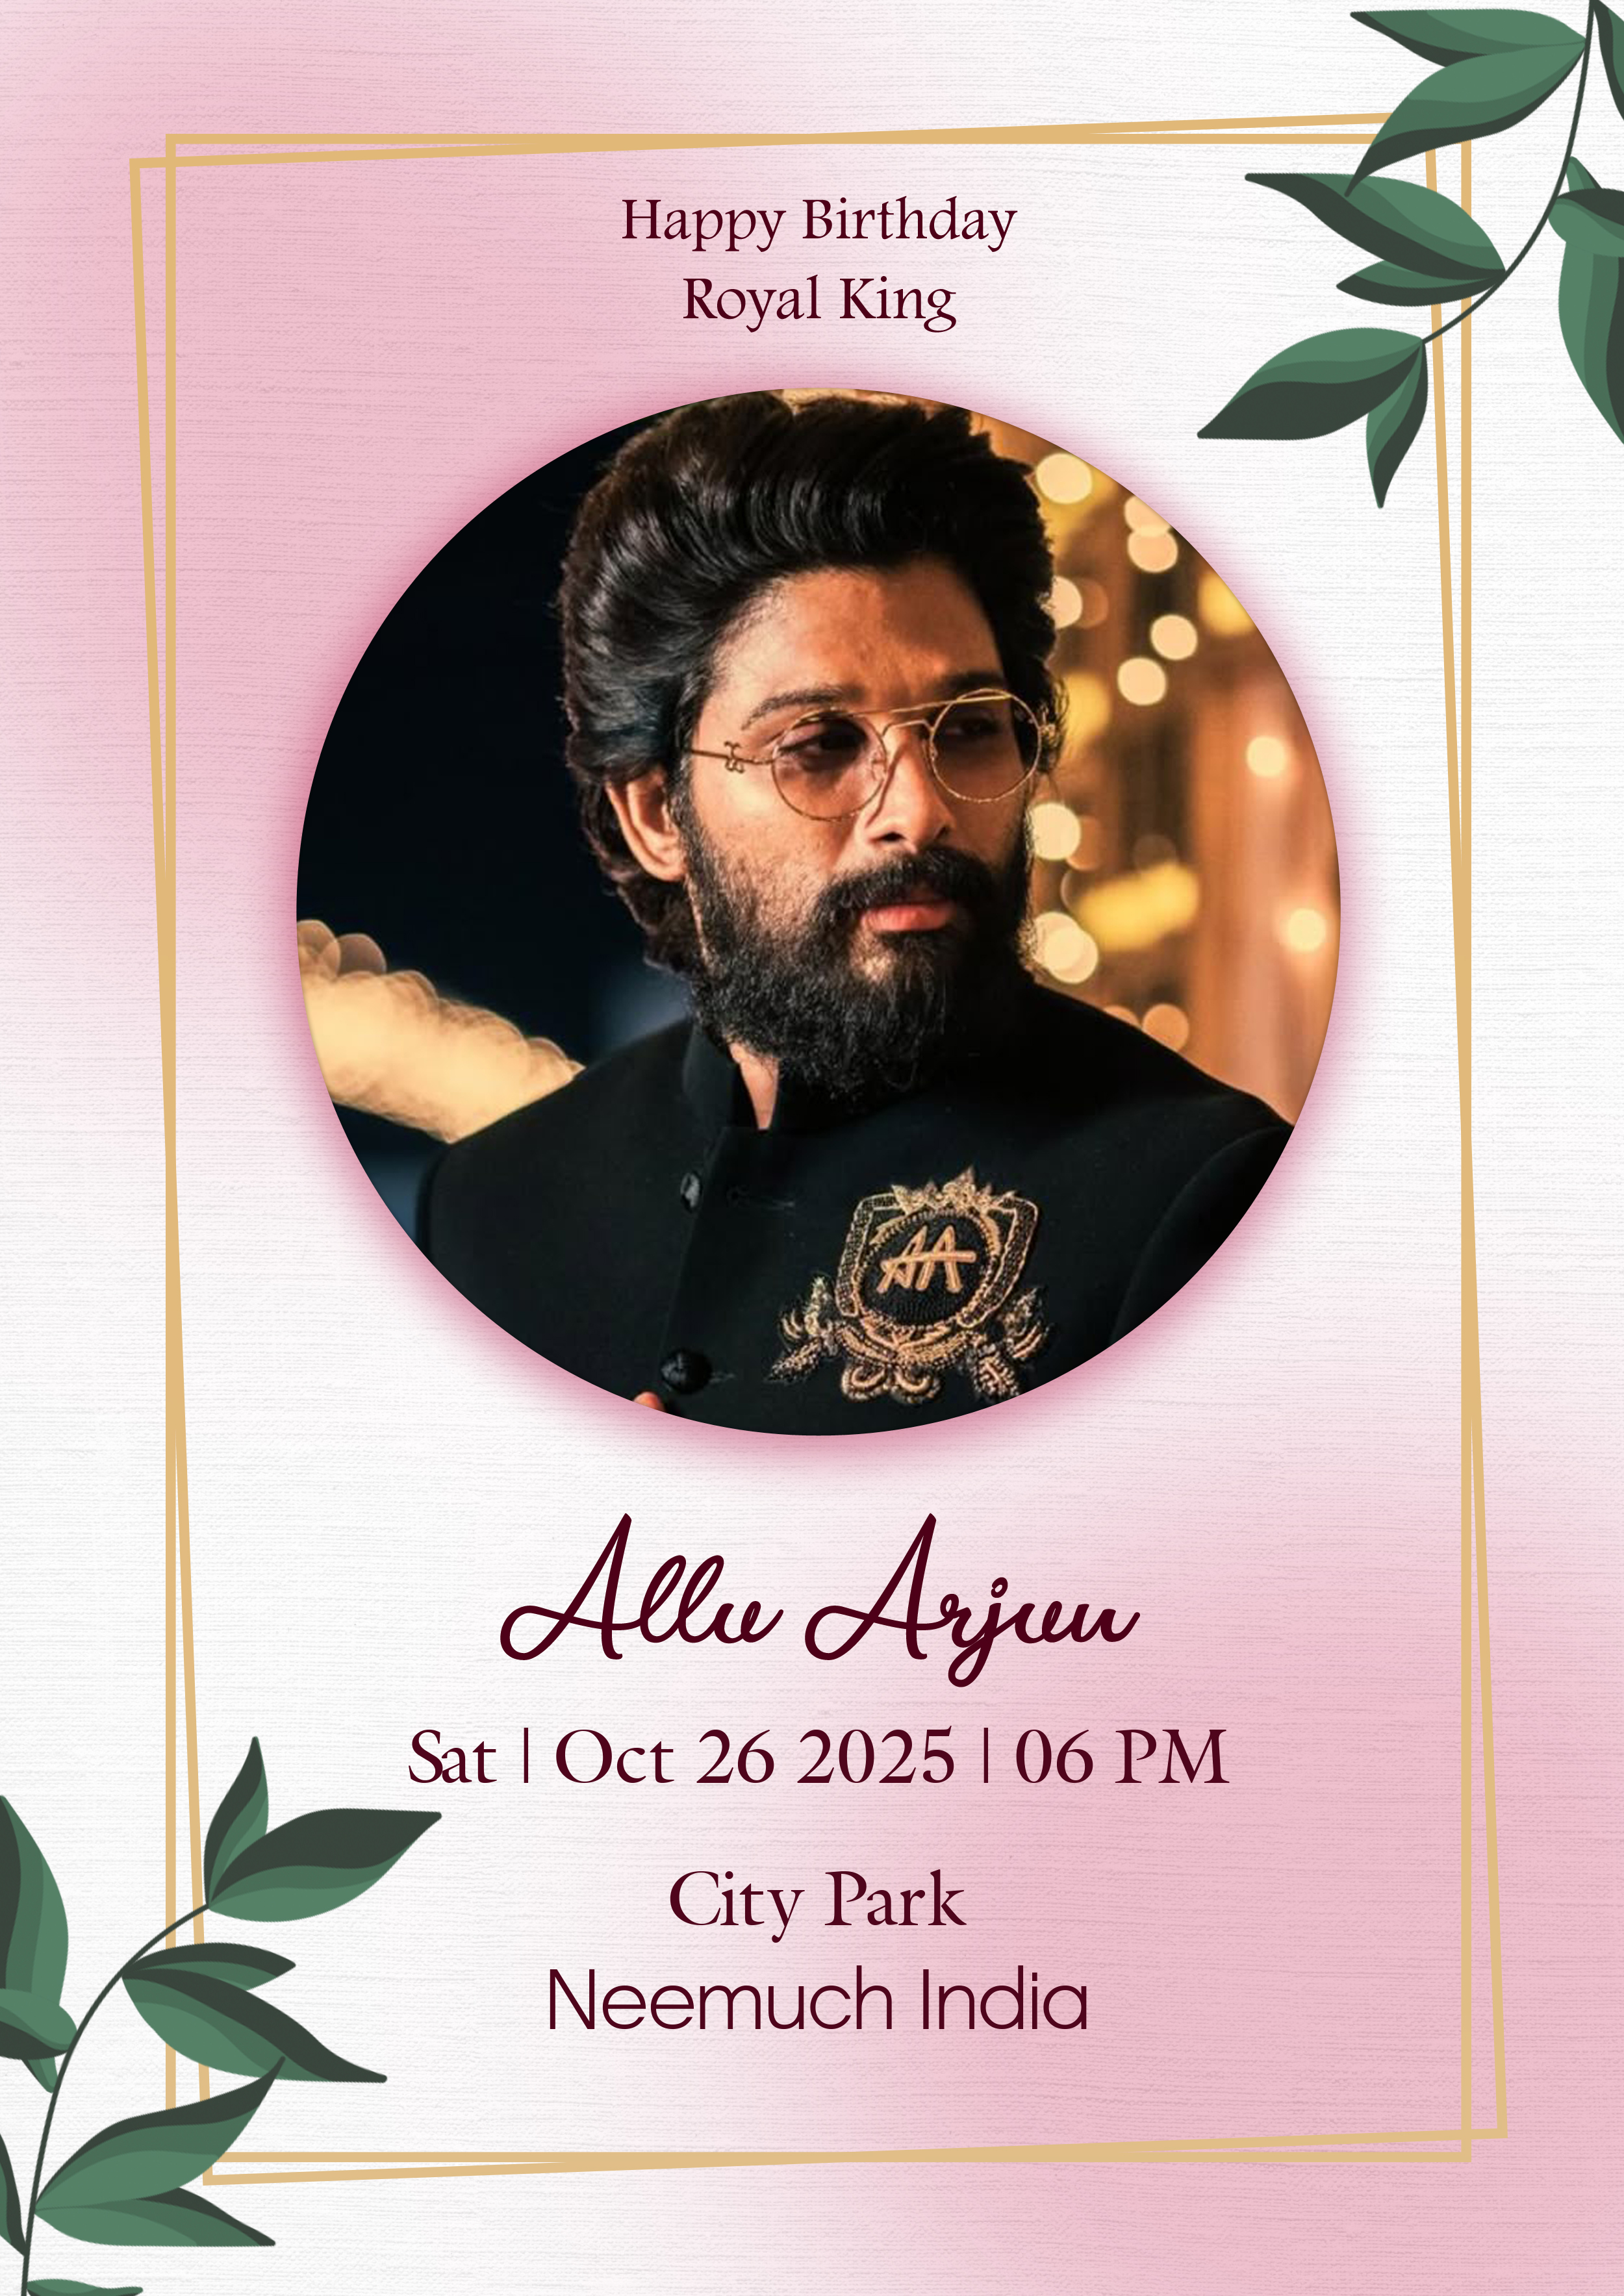 Happy Birthday
Royal King
AA
Allu Arjun
Sat | Oct 26 2025 | 06 PM
City Park
Neemuch India